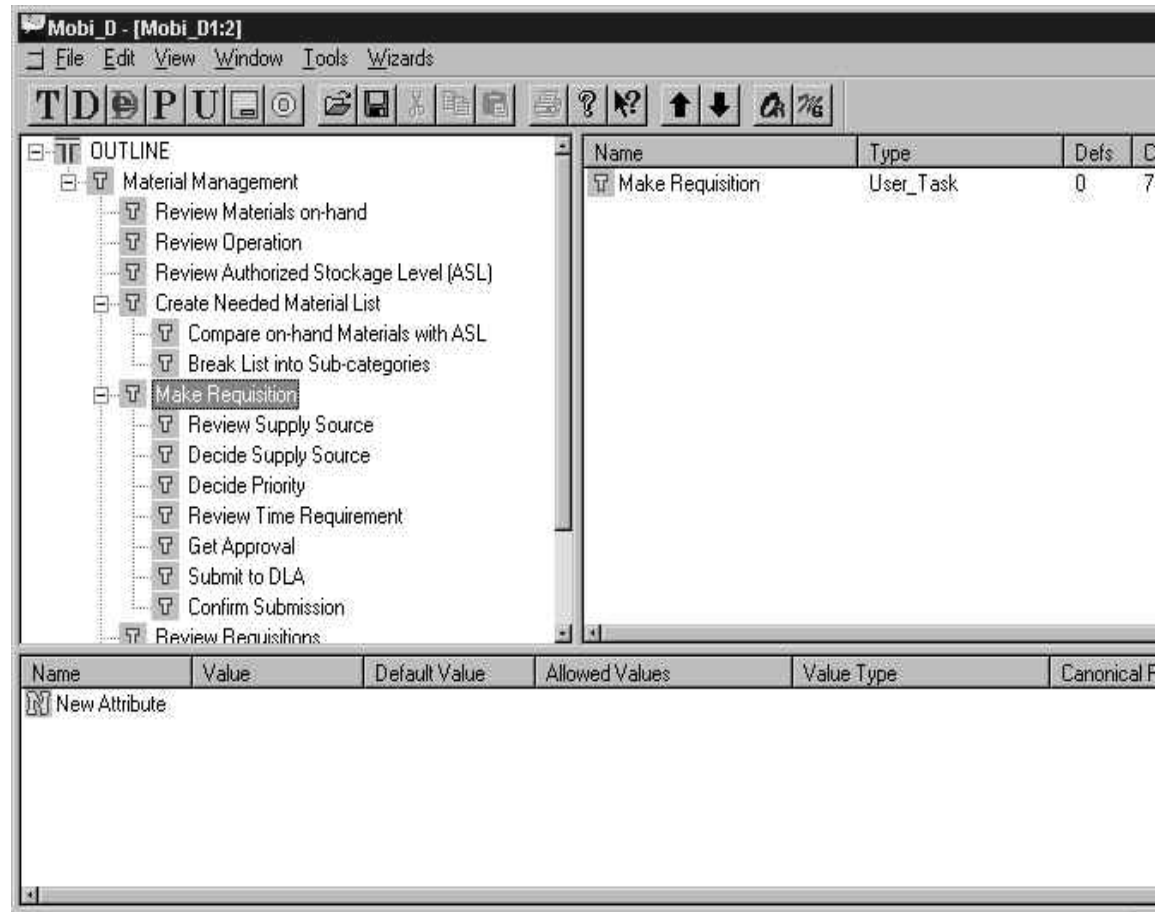 Mobi_D - [Mobi_D1:2]
File Edit View Window Tools Wizards
T D e P U
OUTLINE
Material Management
Review Materials on-hand
Review Operation
Review Authorized Stockage Level (ASL)
Create Needed Material List
Compare on-hand Materials with ASL
Break List into Sub-categories
Make Requisition
Review Supply Source
Decide Supply Source
Decide Priority
Review Time Requirement
Get Approval
Submit to DLA
Confirm Submission
Review Requisitions
Name Type Defs C
Make Requisition User_Task 0 7
Name Value Default Value Allowed Values Value Type Canonical F
N New Attribute